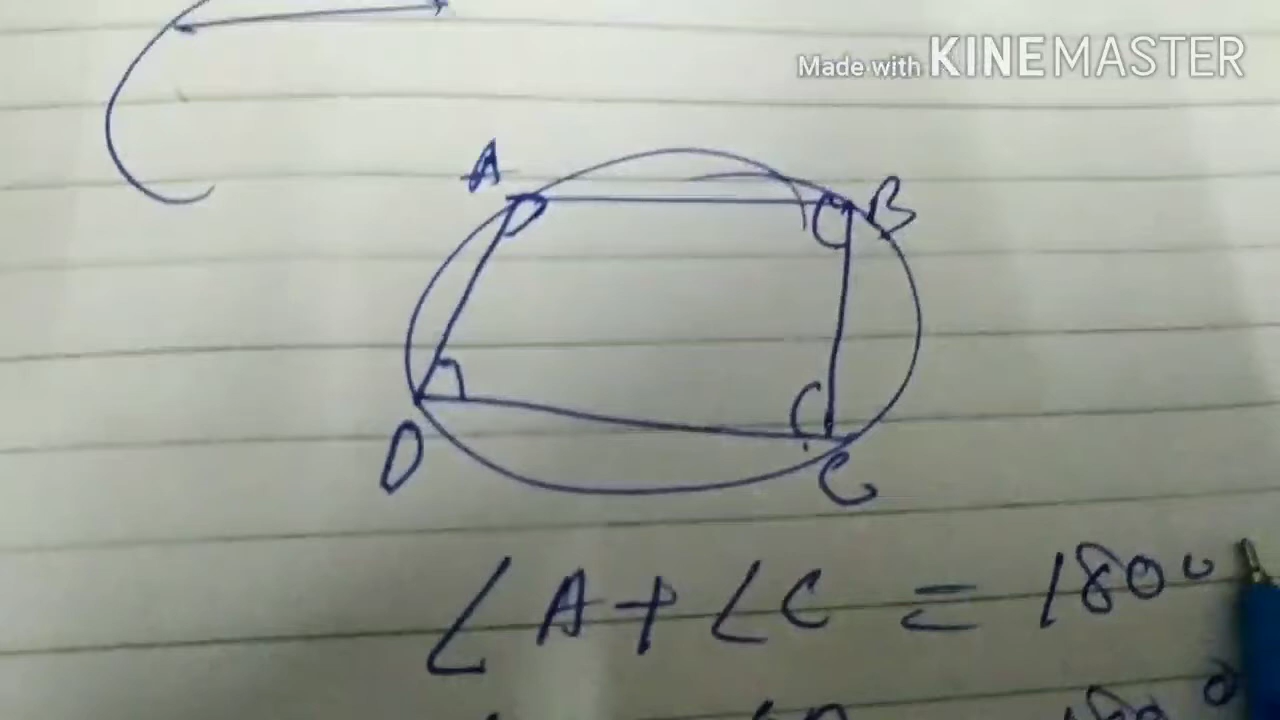 Made with KINEMASTER
A
B
D
C
∠A+∠C = 180°